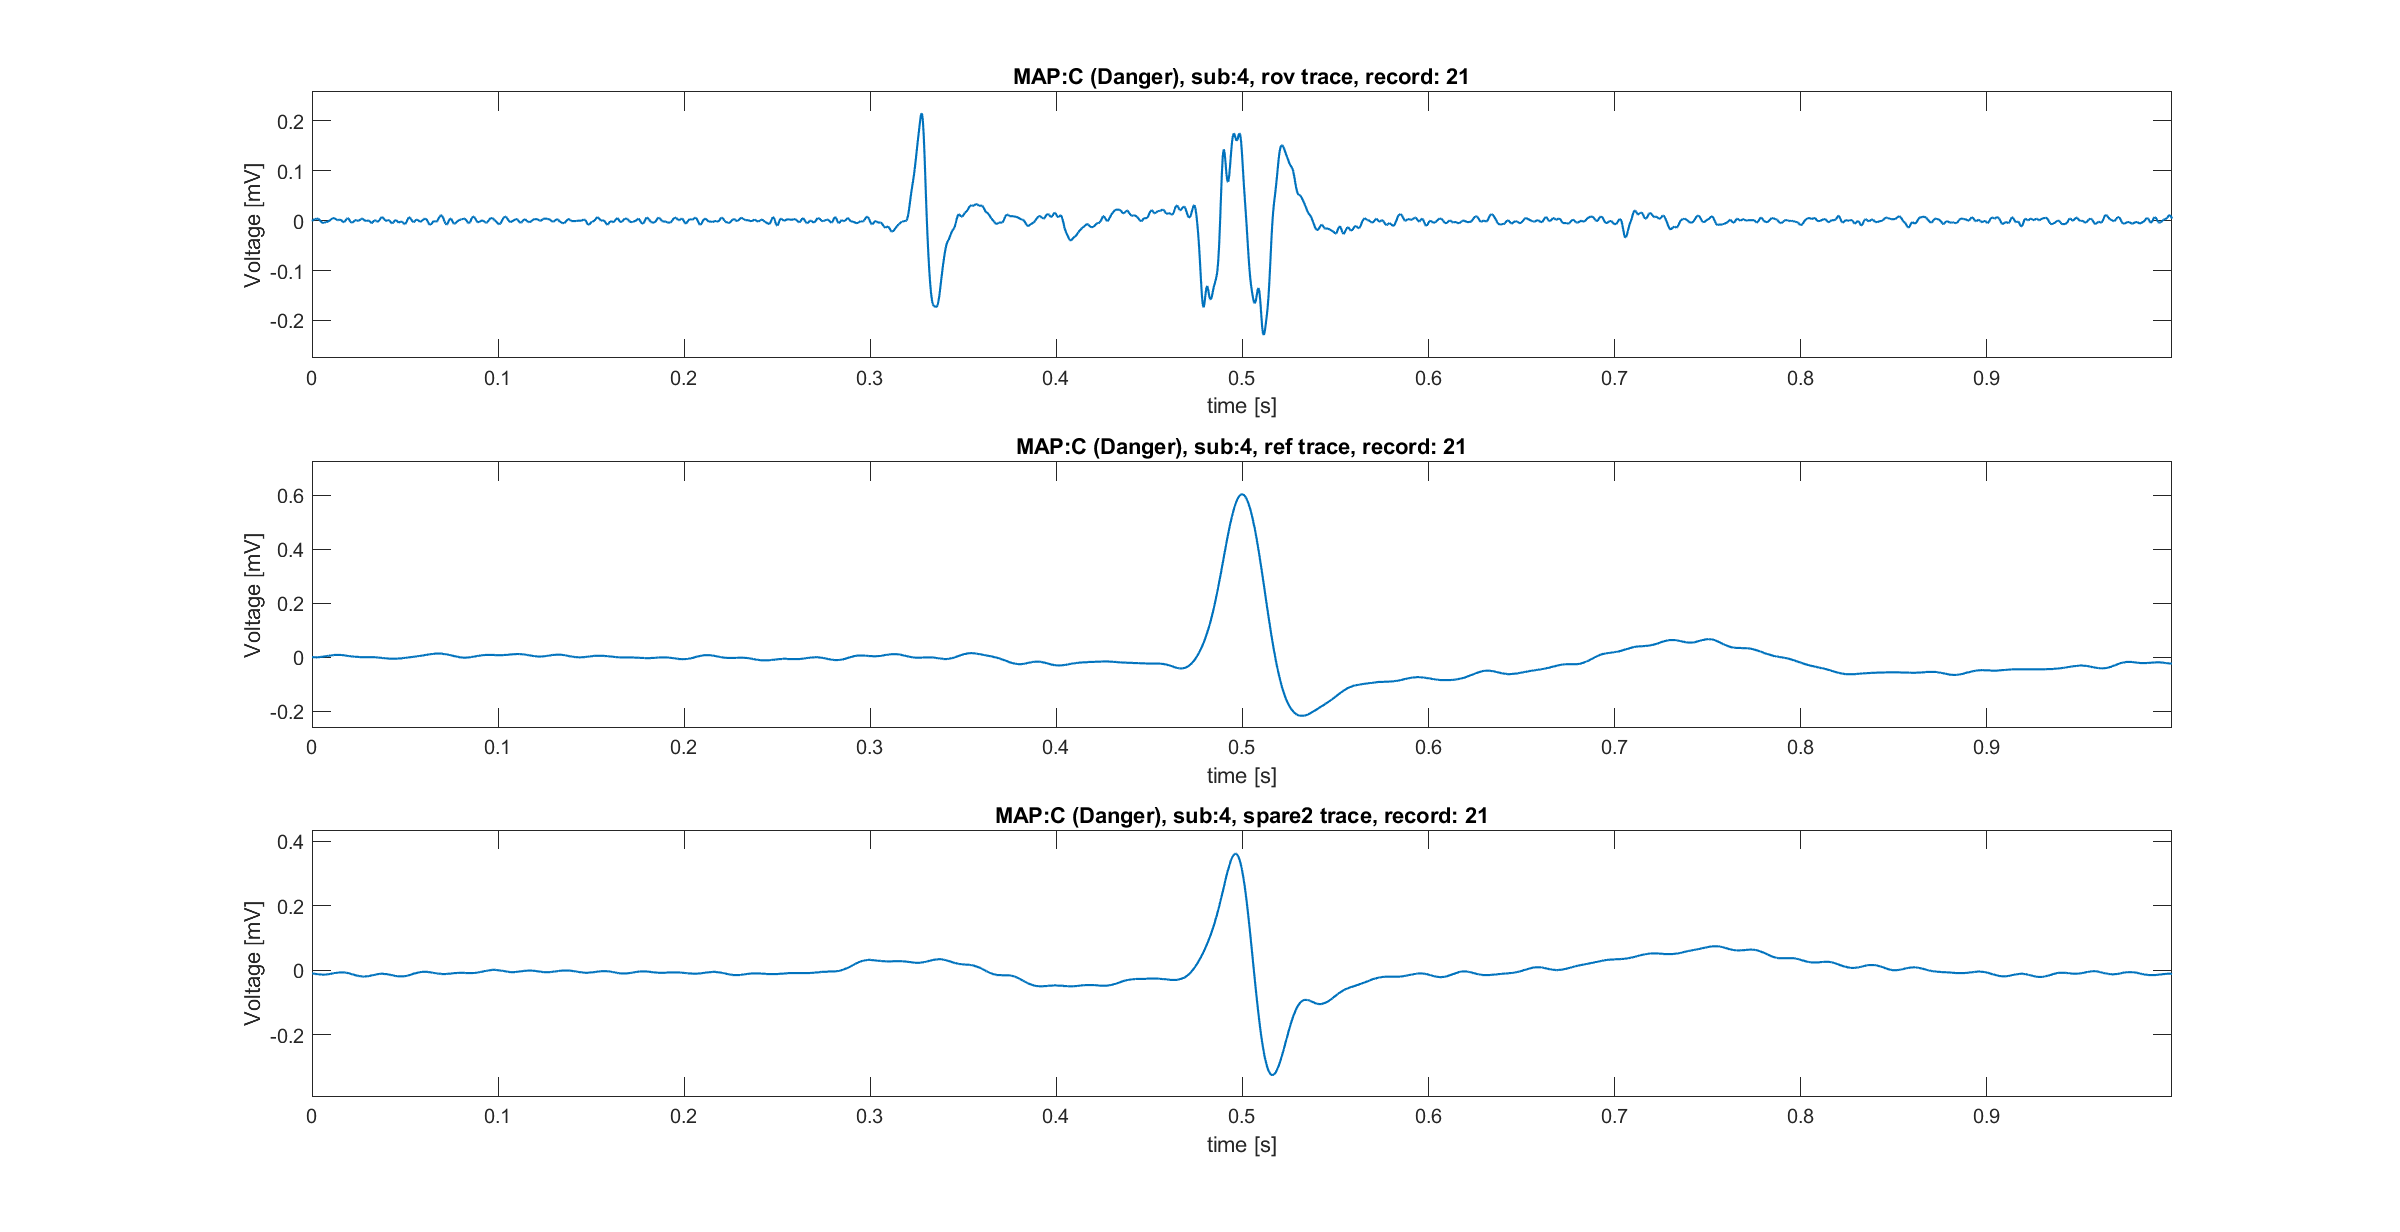 MAP:C (Danger), sub:4, rov trace, record: 21
Voltage [mV]
0.2
0.1
0
-0.1
-0.2
0 0.1 0.2 0.3 0.4 0.5 0.6 0.7 0.8 0.9
time [s]
MAP:C (Danger), sub:4, ref trace, record: 21
Voltage [mV]
0.6
0.4
0.2
0
-0.2
0 0.1 0.2 0.3 0.4 0.5 0.6 0.7 0.8 0.9
time [s]
MAP:C (Danger), sub:4, spare2 trace, record: 21
Voltage [mV]
0.4
0.2
0
-0.2
0 0.1 0.2 0.3 0.4 0.5 0.6 0.7 0.8 0.9
time [s]